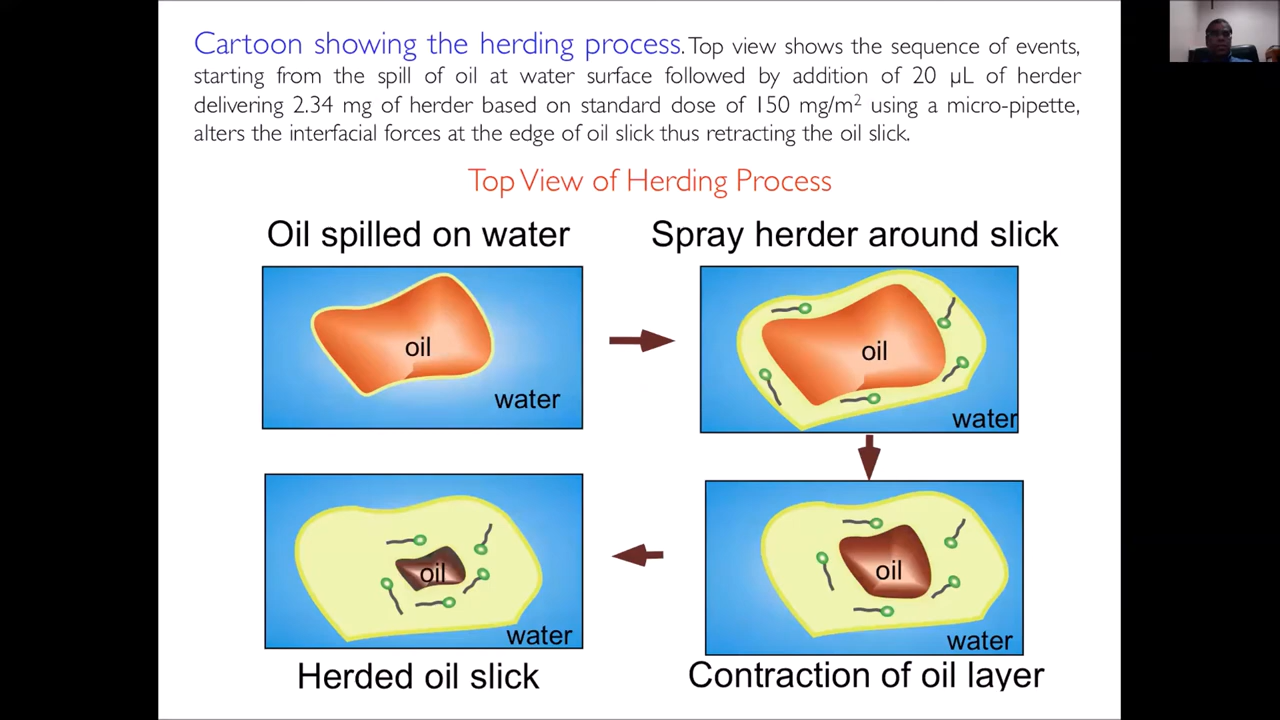 Cartoon showing the herding process. Top view shows the sequence of events,
starting from the spill of oil at water surface followed by addition of 20 µL of herder
delivering 2.34 mg of herder based on standard dose of 150 mg/m² using a micro-pipette,
alters the interfacial forces at the edge of oil slick thus retracting the oil slick.
Top View of Herding Process
Oil spilled on water
Spray herder around slick
oil
water
oil
water
oil
water
oil
water
Herded oil slick
Contraction of oil layer